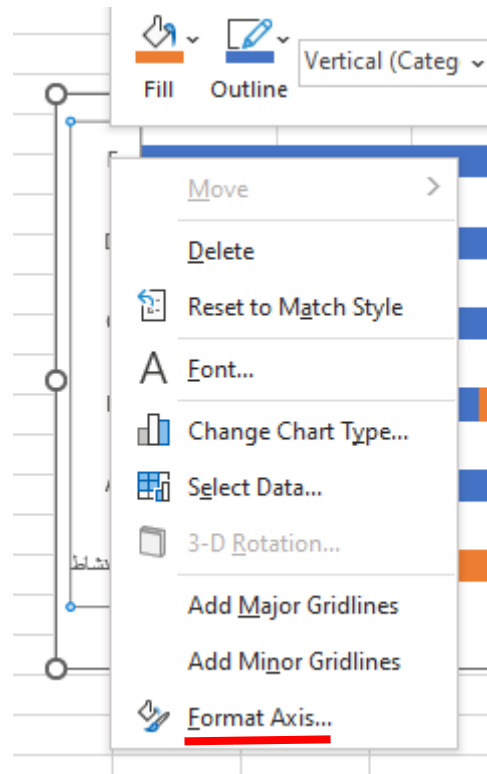 Fill Outline Vertical (Categ
Move
Delete
Reset to Match Style
Font...
Change Chart Type...
Select Data...
3-D Rotation...
Add Major Gridlines
Add Minor Gridlines
Format Axis...